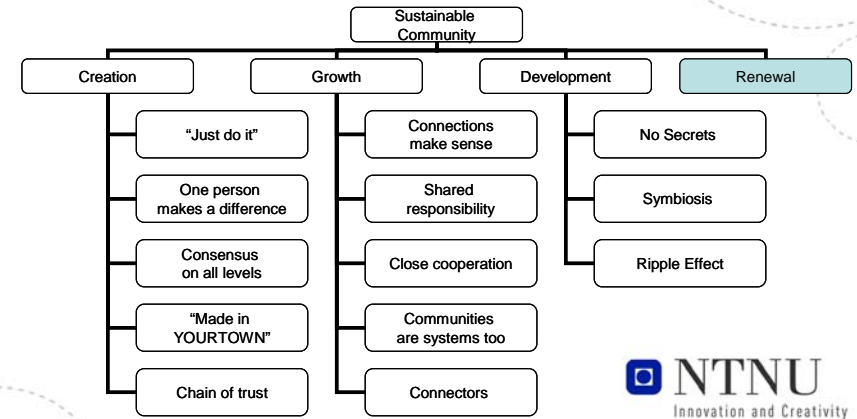 Sustainable
Community
Creation
Growth
Development
Renewal
“Just do it”
One person
makes a difference
Consensus
on all levels
“Made in
YOURTOWN”
Chain of trust
Connections
make sense
Shared
responsibility
Close cooperation
Communities
are systems too
Connectors
No Secrets
Symbiosis
Ripple Effect
NTNU
Innovation and Creativity